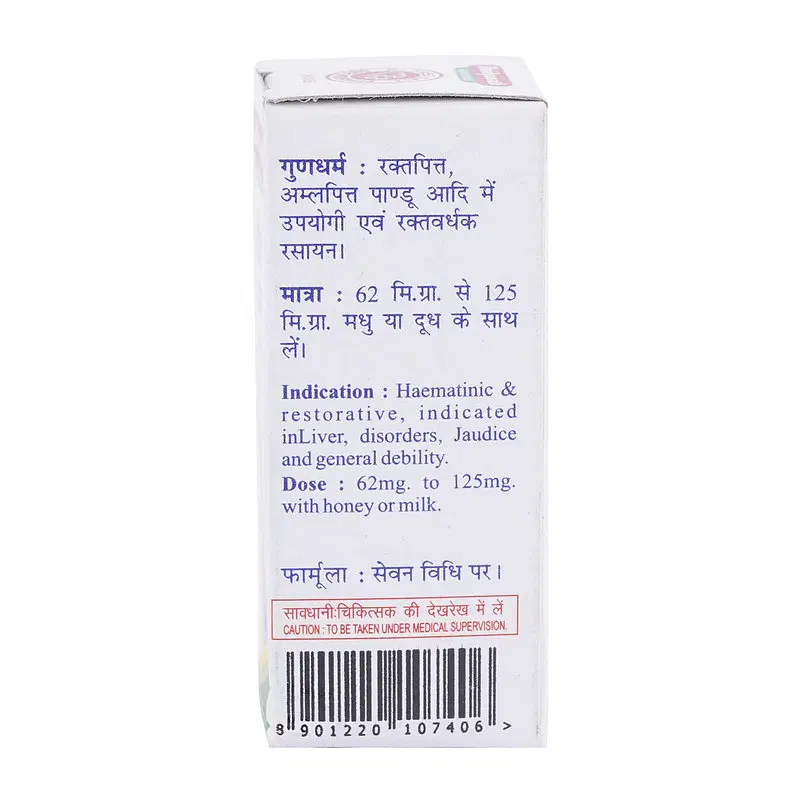 गुणधर्म : रक्तपित्त,
अम्लपित्त पाण्डू आदि में
उपयोगी एवं रक्तवर्धक
रसायन।
मात्रा : 62 मि.ग्रा. से 125
मि.ग्रा. मधु या दूध के साथ
लें।
Indication : Haematinic &
restorative, indicated
inLiver, disorders, Jaudice
and general debility.
Dose : 62mg. to 125mg.
with honey or milk.
फार्मूला : सेवन विधि पर।
सावधानी:चिकित्सक की देखरेख में लें
CAUTION : TO BE TAKEN UNDER MEDICAL SUPERVISION.
8 901220 107406 >